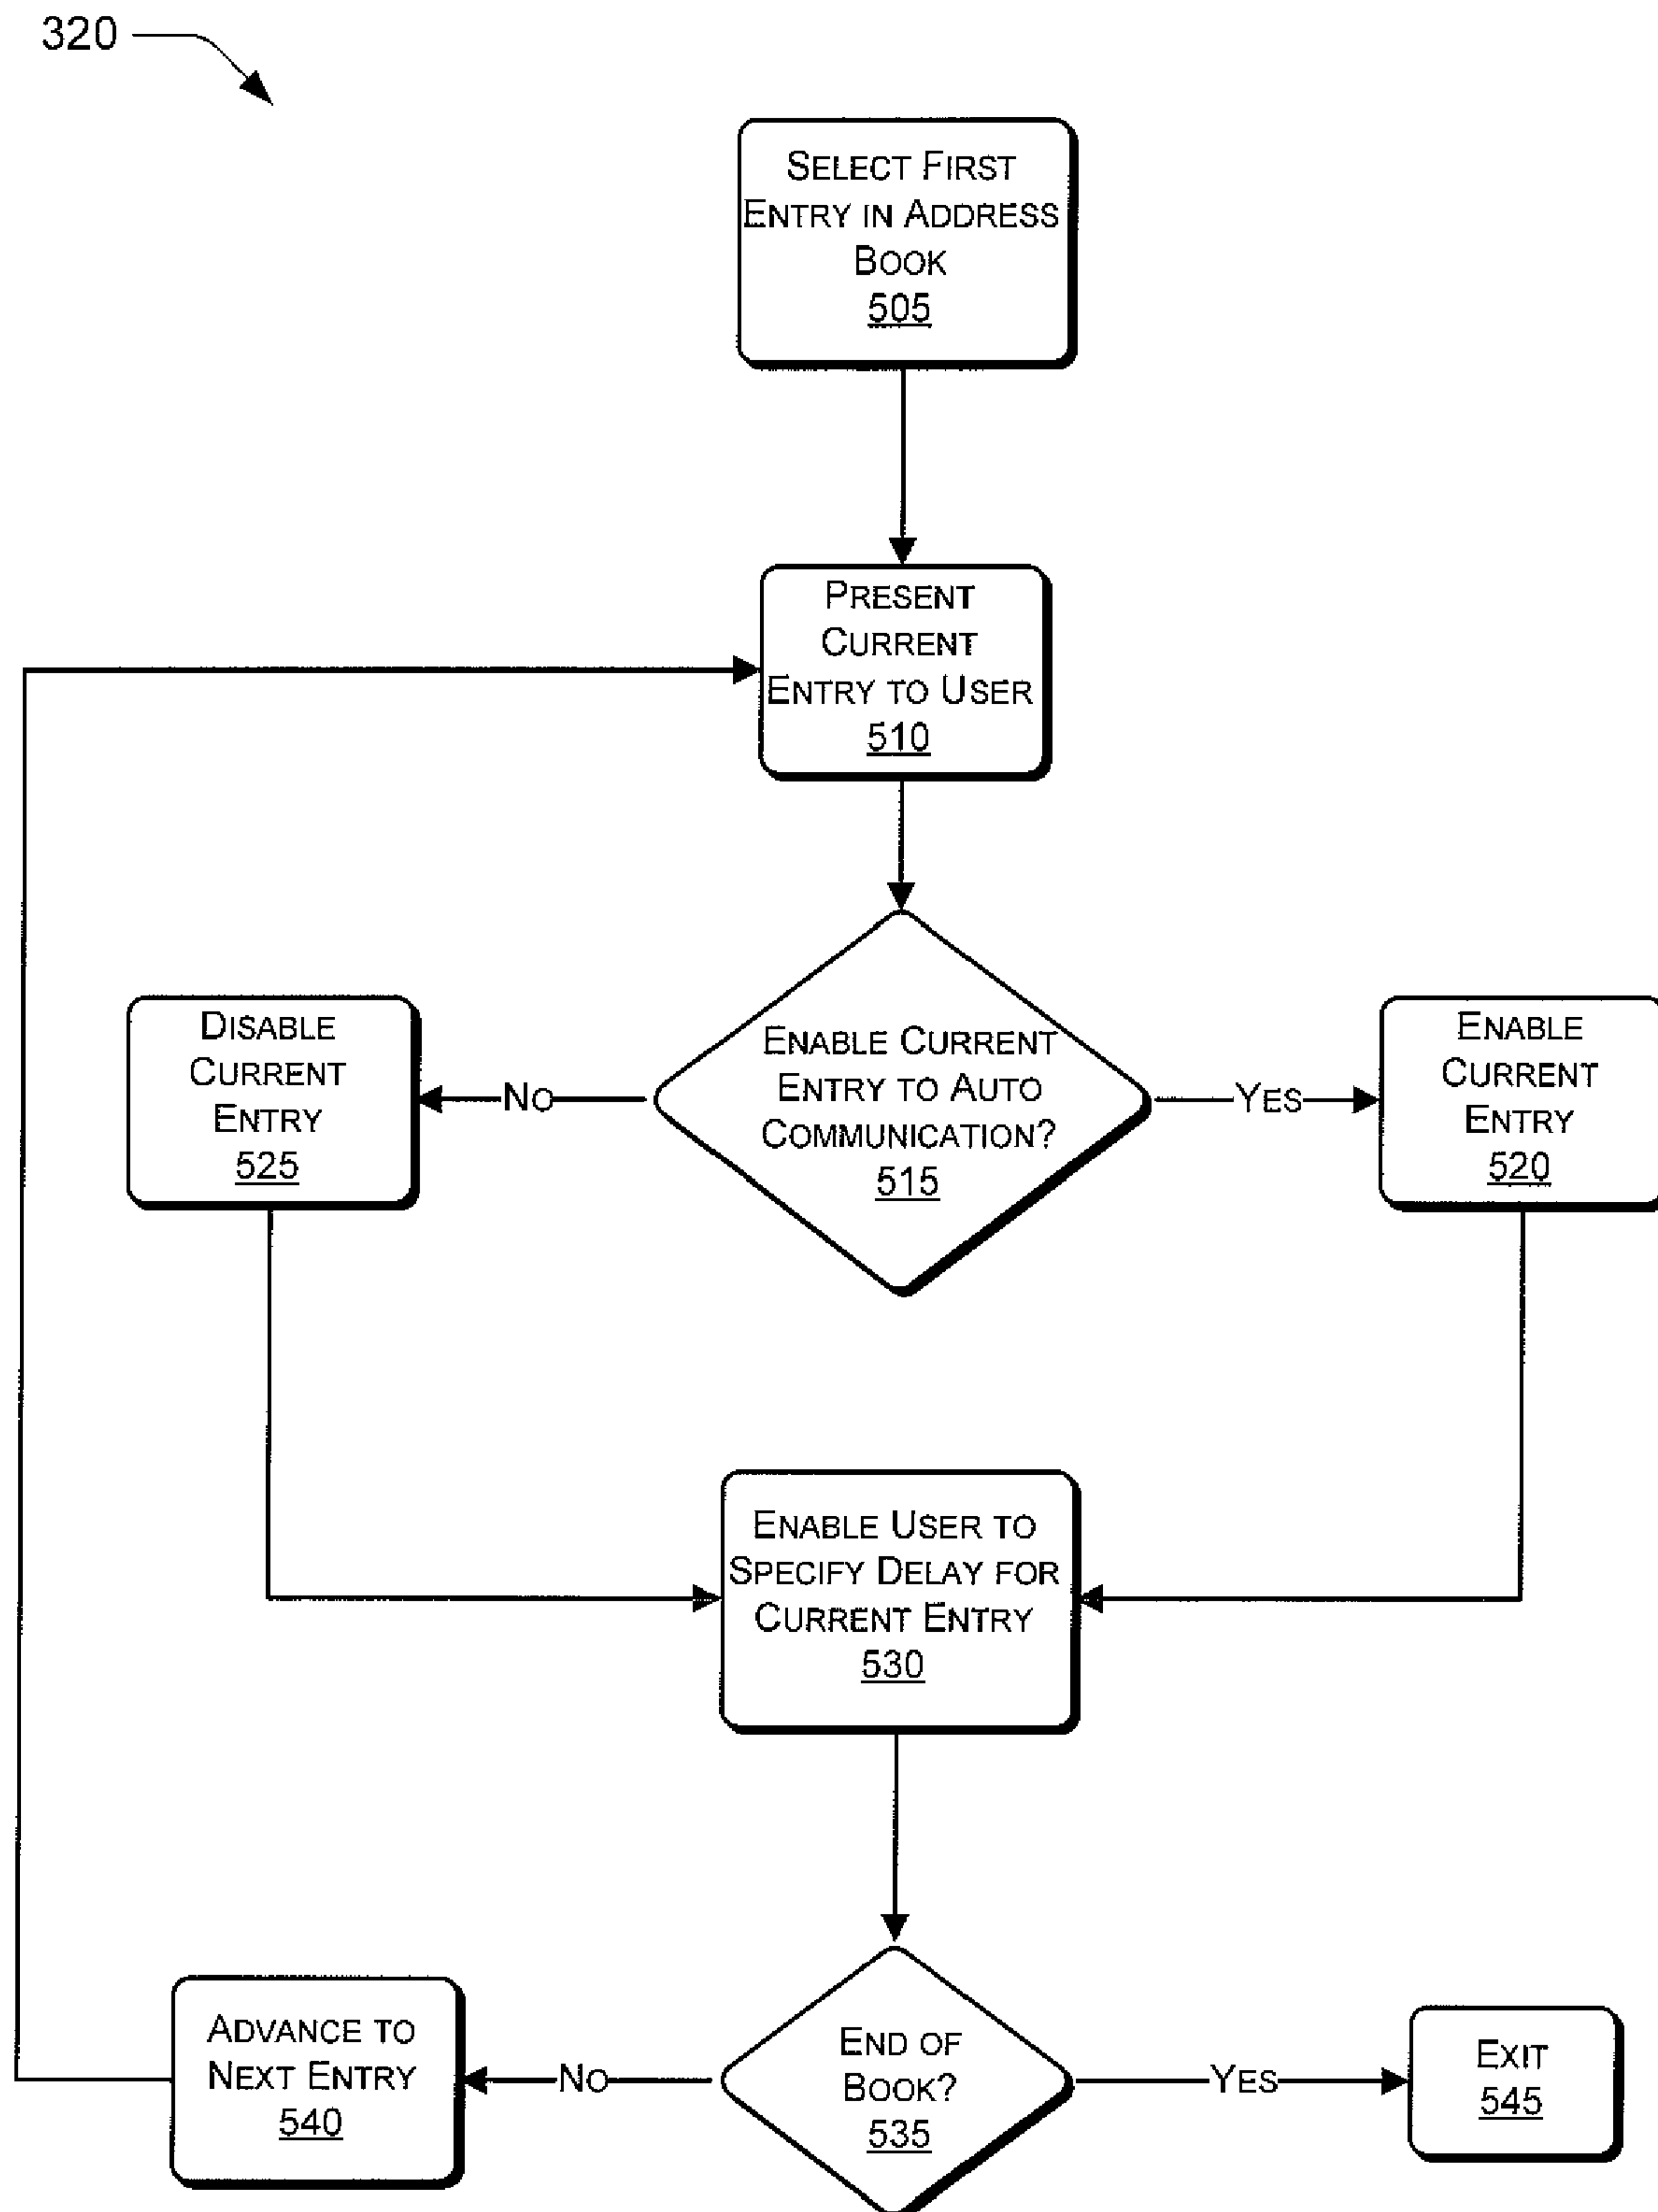 320
SELECT FIRST
ENTRY IN ADDRESS
BOOK
505
PRESENT
CURRENT
ENTRY TO USER
510
ENABLE CURRENT
ENTRY TO AUTO
COMMUNICATION?
515
NO
YES
DISABLE
CURRENT
ENTRY
525
ENABLE
CURRENT
ENTRY
520
ENABLE USER TO
SPECIFY DELAY FOR
CURRENT ENTRY
530
END OF
BOOK?
535
NO
YES
ADVANCE TO
NEXT ENTRY
540
EXIT
545